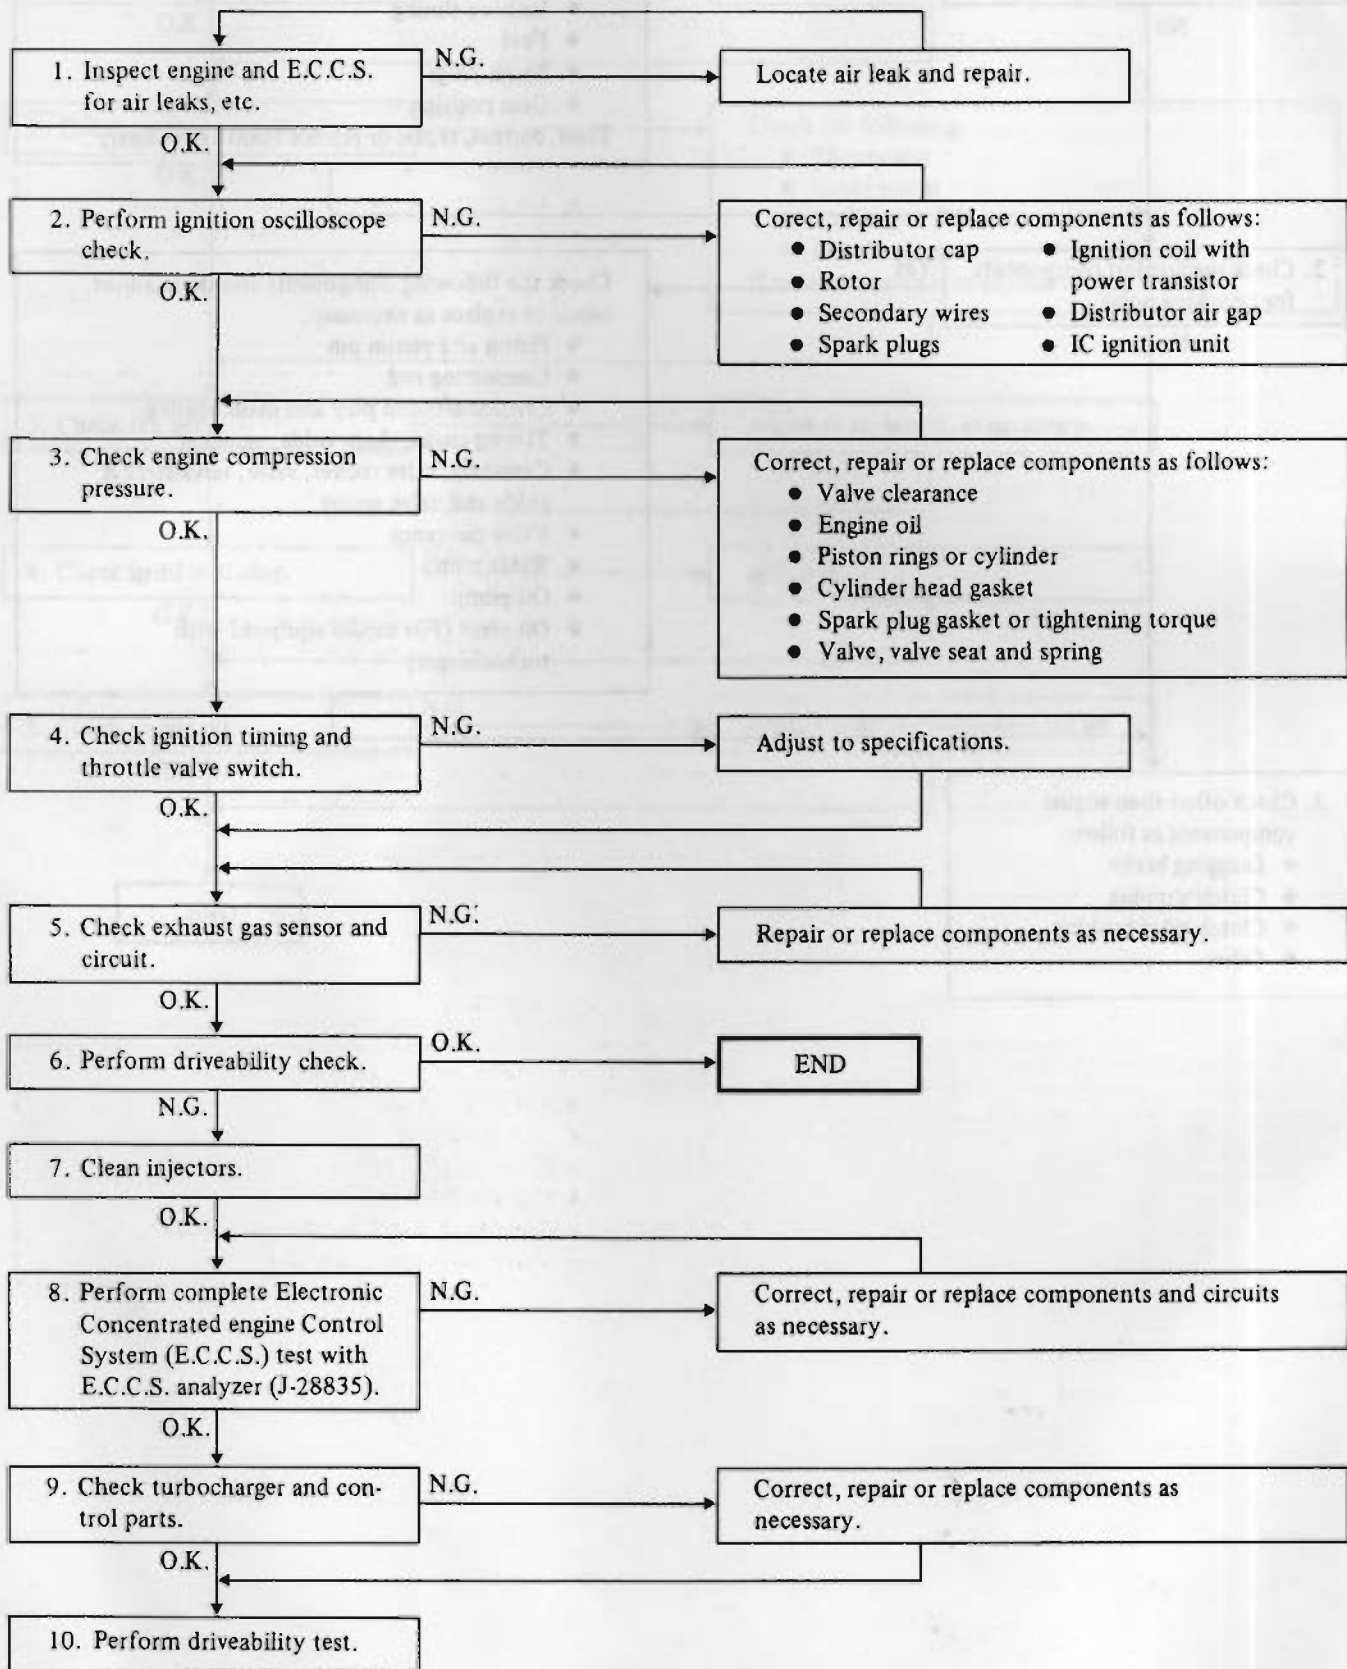 1. Inspect engine and E.C.C.S.
for air leaks, etc.
N.G.
Locate air leak and repair.
O.K.
2. Perform ignition oscilloscope
check.
N.G.
Corect, repair or replace components as follows:
● Distributor cap
● Rotor
● Secondary wires
● Spark plugs
● Ignition coil with
power transistor
● Distributor air gap
● IC ignition unit
O.K.
3. Check engine compression
pressure.
N.G.
Correct, repair or replace components as follows:
● Valve clearance
● Engine oil
● Piston rings or cylinder
● Cylinder head gasket
● Spark plug gasket or tightening torque
● Valve, valve seat and spring
O.K.
4. Check ignition timing and
throttle valve switch.
N.G.
Adjust to specifications.
O.K.
5. Check exhaust gas sensor and
circuit.
N.G.
Repair or replace components as necessary.
O.K.
6. Perform driveability check.
O.K.
END
N.G.
7. Clean injectors.
O.K.
8. Perform complete Electronic
Concentrated engine Control
System (E.C.C.S.) test with
E.C.C.S. analyzer (J-28835).
N.G.
Correct, repair or replace components and circuits
as necessary.
O.K.
9. Check turbocharger and con-
trol parts.
N.G.
Correct, repair or replace components as
necessary.
O.K.
10. Perform driveability test.